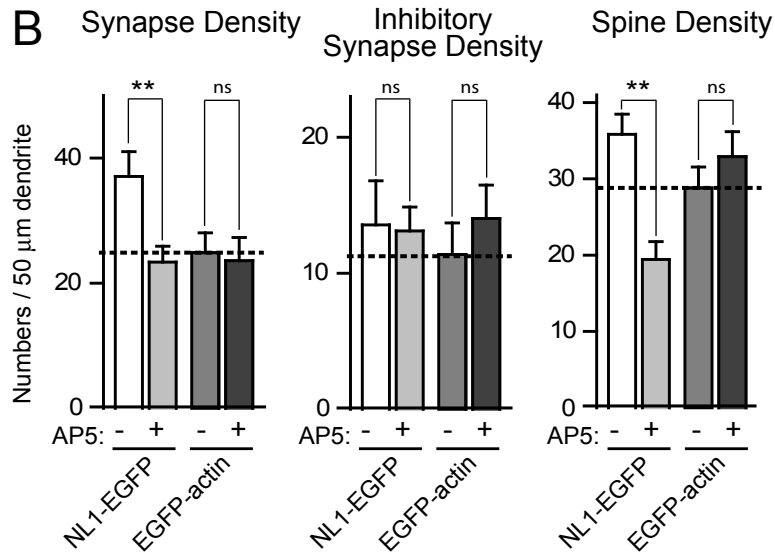 B
Synapse Density
Inhibitory
Synapse Density
Spine Density
Numbers / 50 µm dendrite
** ns
40
20
0
ns ns
20
10
0
** ns
40
30
20
10
0
AP5: - + - +
NL1-EGFP
EGFP-actin
AP5: - + - +
NL1-EGFP
EGFP-actin
AP5: - + - +
NL1-EGFP
EGFP-actin